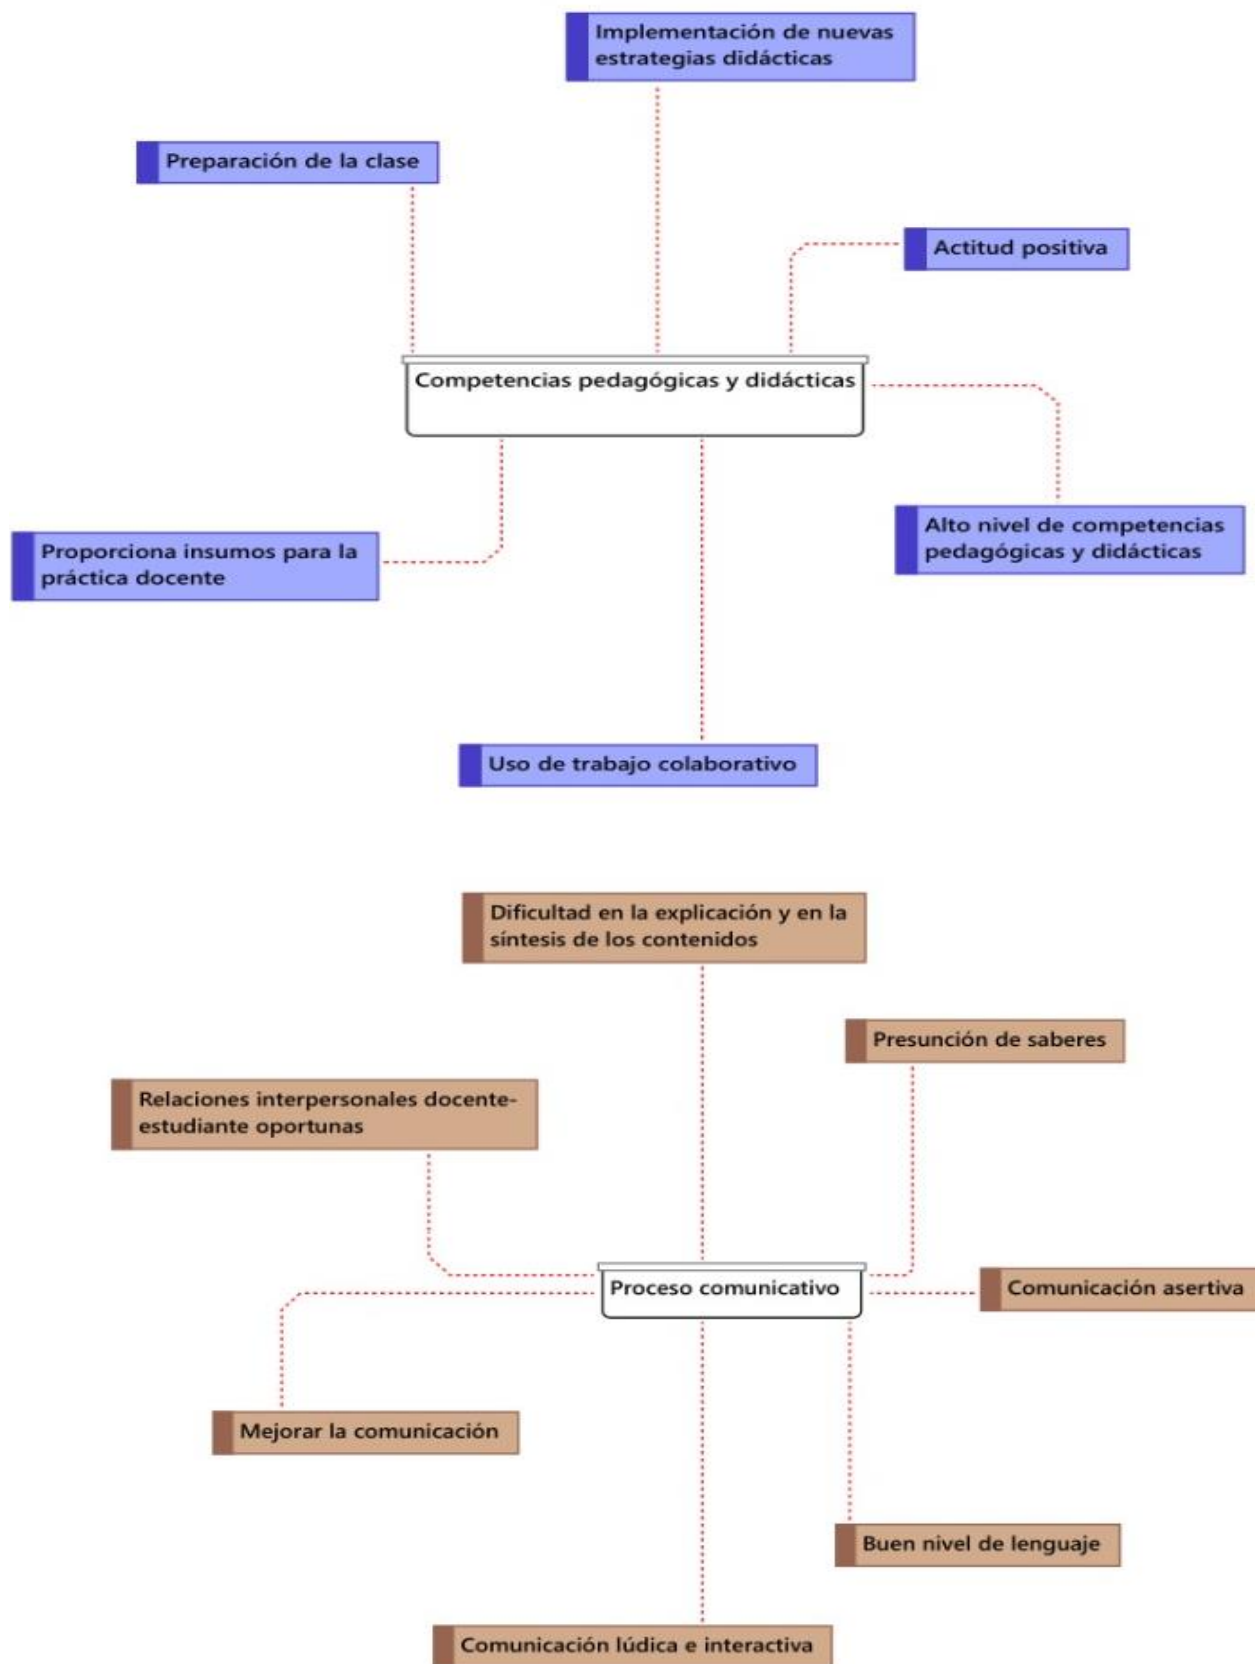 Implementación de nuevas
estrategias didácticas
Preparación de la clase
Actitud positiva
Competencias pedagógicas y didácticas
Alto nivel de competencias
pedagógicas y didácticas
Proporciona insumos para la
práctica docente
Uso de trabajo colaborativo
Dificultad en la explicación y en la
síntesis de los contenidos
Presunción de saberes
Relaciones interpersonales docente-
estudiante oportunas
Proceso comunicativo
Comunicación asertiva
Mejorar la comunicación
Buen nivel de lenguaje
Comunicación lúdica e interactiva